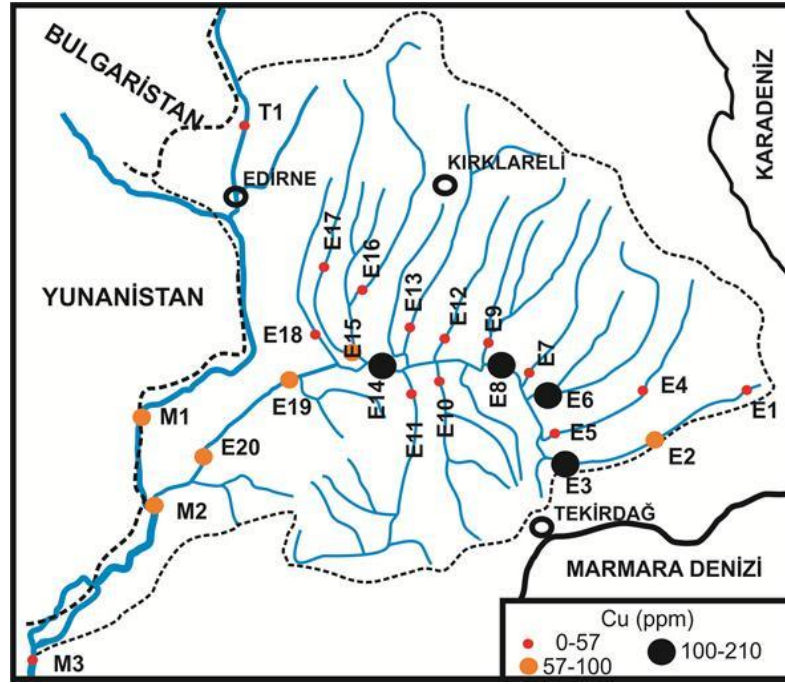 BULGARİSTAN
T1
KARADENİZ
KIRKLARELİ
EDİRNE
E17
E16
YUNANİSTAN
E13
E12
E9
E18
E15
E7
E14
E8
E6
E4
E1
E19
M1
E11
E10
E5
E2
E20
E3
M2
TEKİRDAĞ
MARMARA DENİZİ
M3
Cu (ppm)
0-57
100-210
57-100